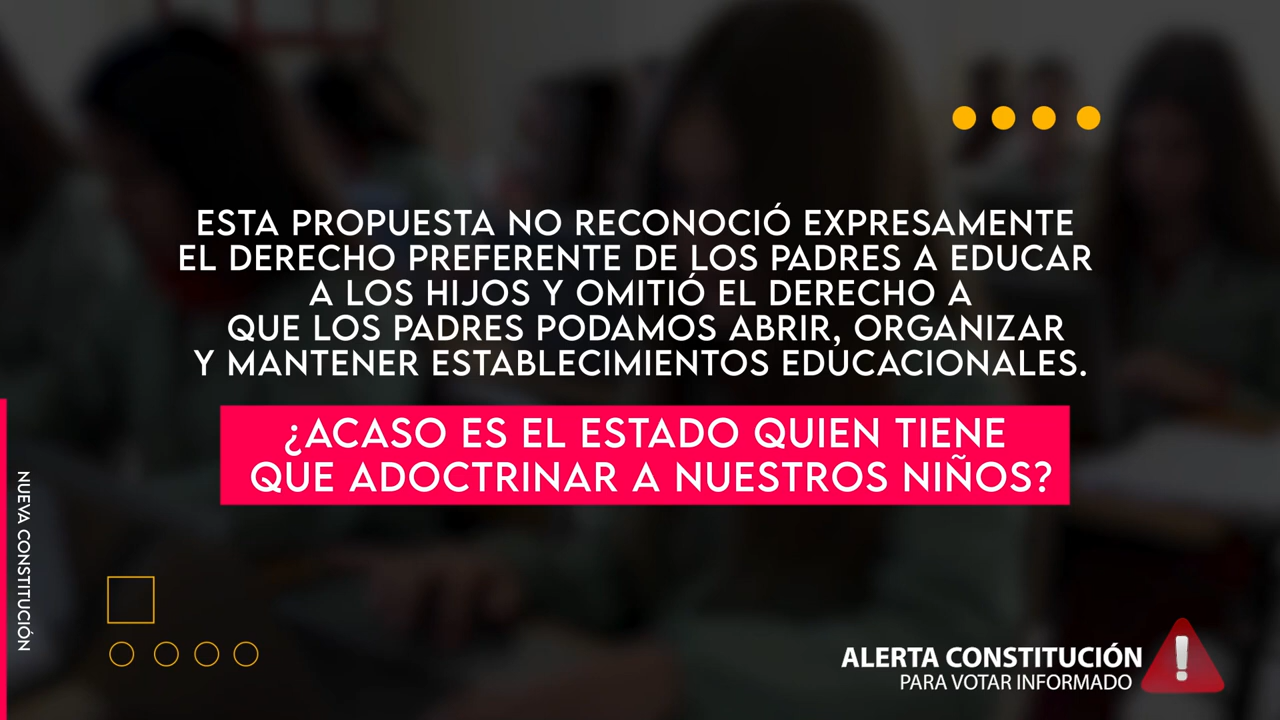 ESTA PROPUESTA NO RECONOCIÓ EXPRESAMENTE
EL DERECHO PREFERENTE DE LOS PADRES A EDUCAR
A LOS HIJOS Y OMITIÓ EL DERECHO A
QUE LOS PADRES PODAMOS ABRIR, ORGANIZAR
Y MANTENER ESTABLECIMIENTOS EDUCACIONALES.
¿ACASO ES EL ESTADO QUIEN TIENE
QUE ADOCTRINAR A NUESTROS NIÑOS?
NUEVA CONSTITUCIÓN
ALERTA CONSTITUCIÓN
PARA VOTAR INFORMADO